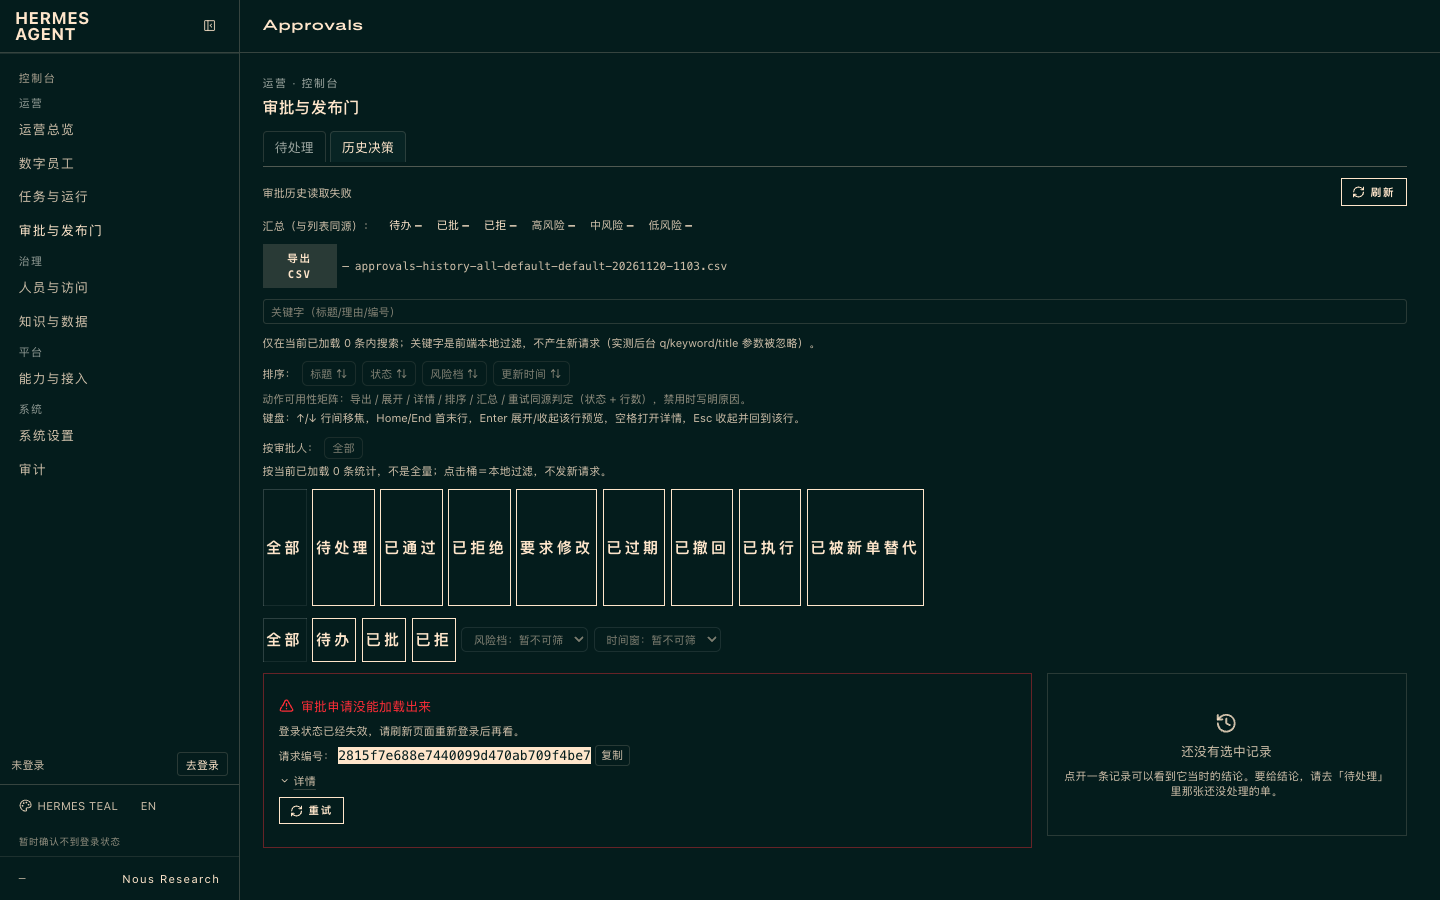 HERMES
AGENT
Approvals
控制台
运营
运营总览
数字员工
任务与运行
审批与发布门
治理
人员与访问
知识与数据
平台
能力与接入
系统
系统设置
审计
未登录
去登录
HERMES TEAL
EN
暂时确认不到登录状态
—
Nous Research
运营 · 控制台
审批与发布门
待处理
历史决策
审批历史读取失败
刷新
汇总（与列表同源）： 待办 — 已批 — 已拒 — 高风险 — 中风险 — 低风险 —
导出
CSV
— approvals-history-all-default-default-20261120-1103.csv
关键字（标题/理由/编号）
仅在当前已加载 0 条内搜索；关键字是前端本地过滤，不产生新请求（实测后台 q/keyword/title 参数被忽略）。
排序： 标题 ⇅ 状态 ⇅ 风险档 ⇅ 更新时间 ⇅
动作可用性矩阵：导出 / 展开 / 详情 / 排序 / 汇总 / 重试同源判定（状态 + 行数），禁用时写明原因。
键盘：↑/↓ 行间移焦，Home/End 首末行，Enter 展开/收起该行预览，空格打开详情，Esc 收起并回到该行。
按审批人： 全部
按当前已加载 0 条统计，不是全量；点击桶＝本地过滤，不发新请求。
全部 待处理 已通过 已拒绝 要求修改 已过期 已撤回 已执行 已被新单替代
全部 待办 已批 已拒 风险档：暂不可筛 时间窗：暂不可筛
审批申请没能加载出来
登录状态已经失效，请刷新页面重新登录后再看。
请求编号： 2815f7e688e7440099d470ab709f4be7 复制
详情
重试
还没有选中记录
点开一条记录可以看到它当时的结论。要给结论，请去「待处理」
里那张还没处理的单。